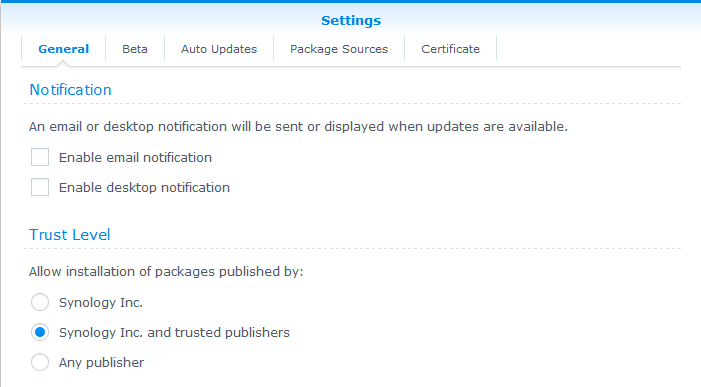 Settings
General Beta Auto Updates Package Sources Certificate
Notification
An email or desktop notification will be sent or displayed when updates are available.
Enable email notification
Enable desktop notification
Trust Level
Allow installation of packages published by:
Synology Inc.
Synology Inc. and trusted publishers
Any publisher